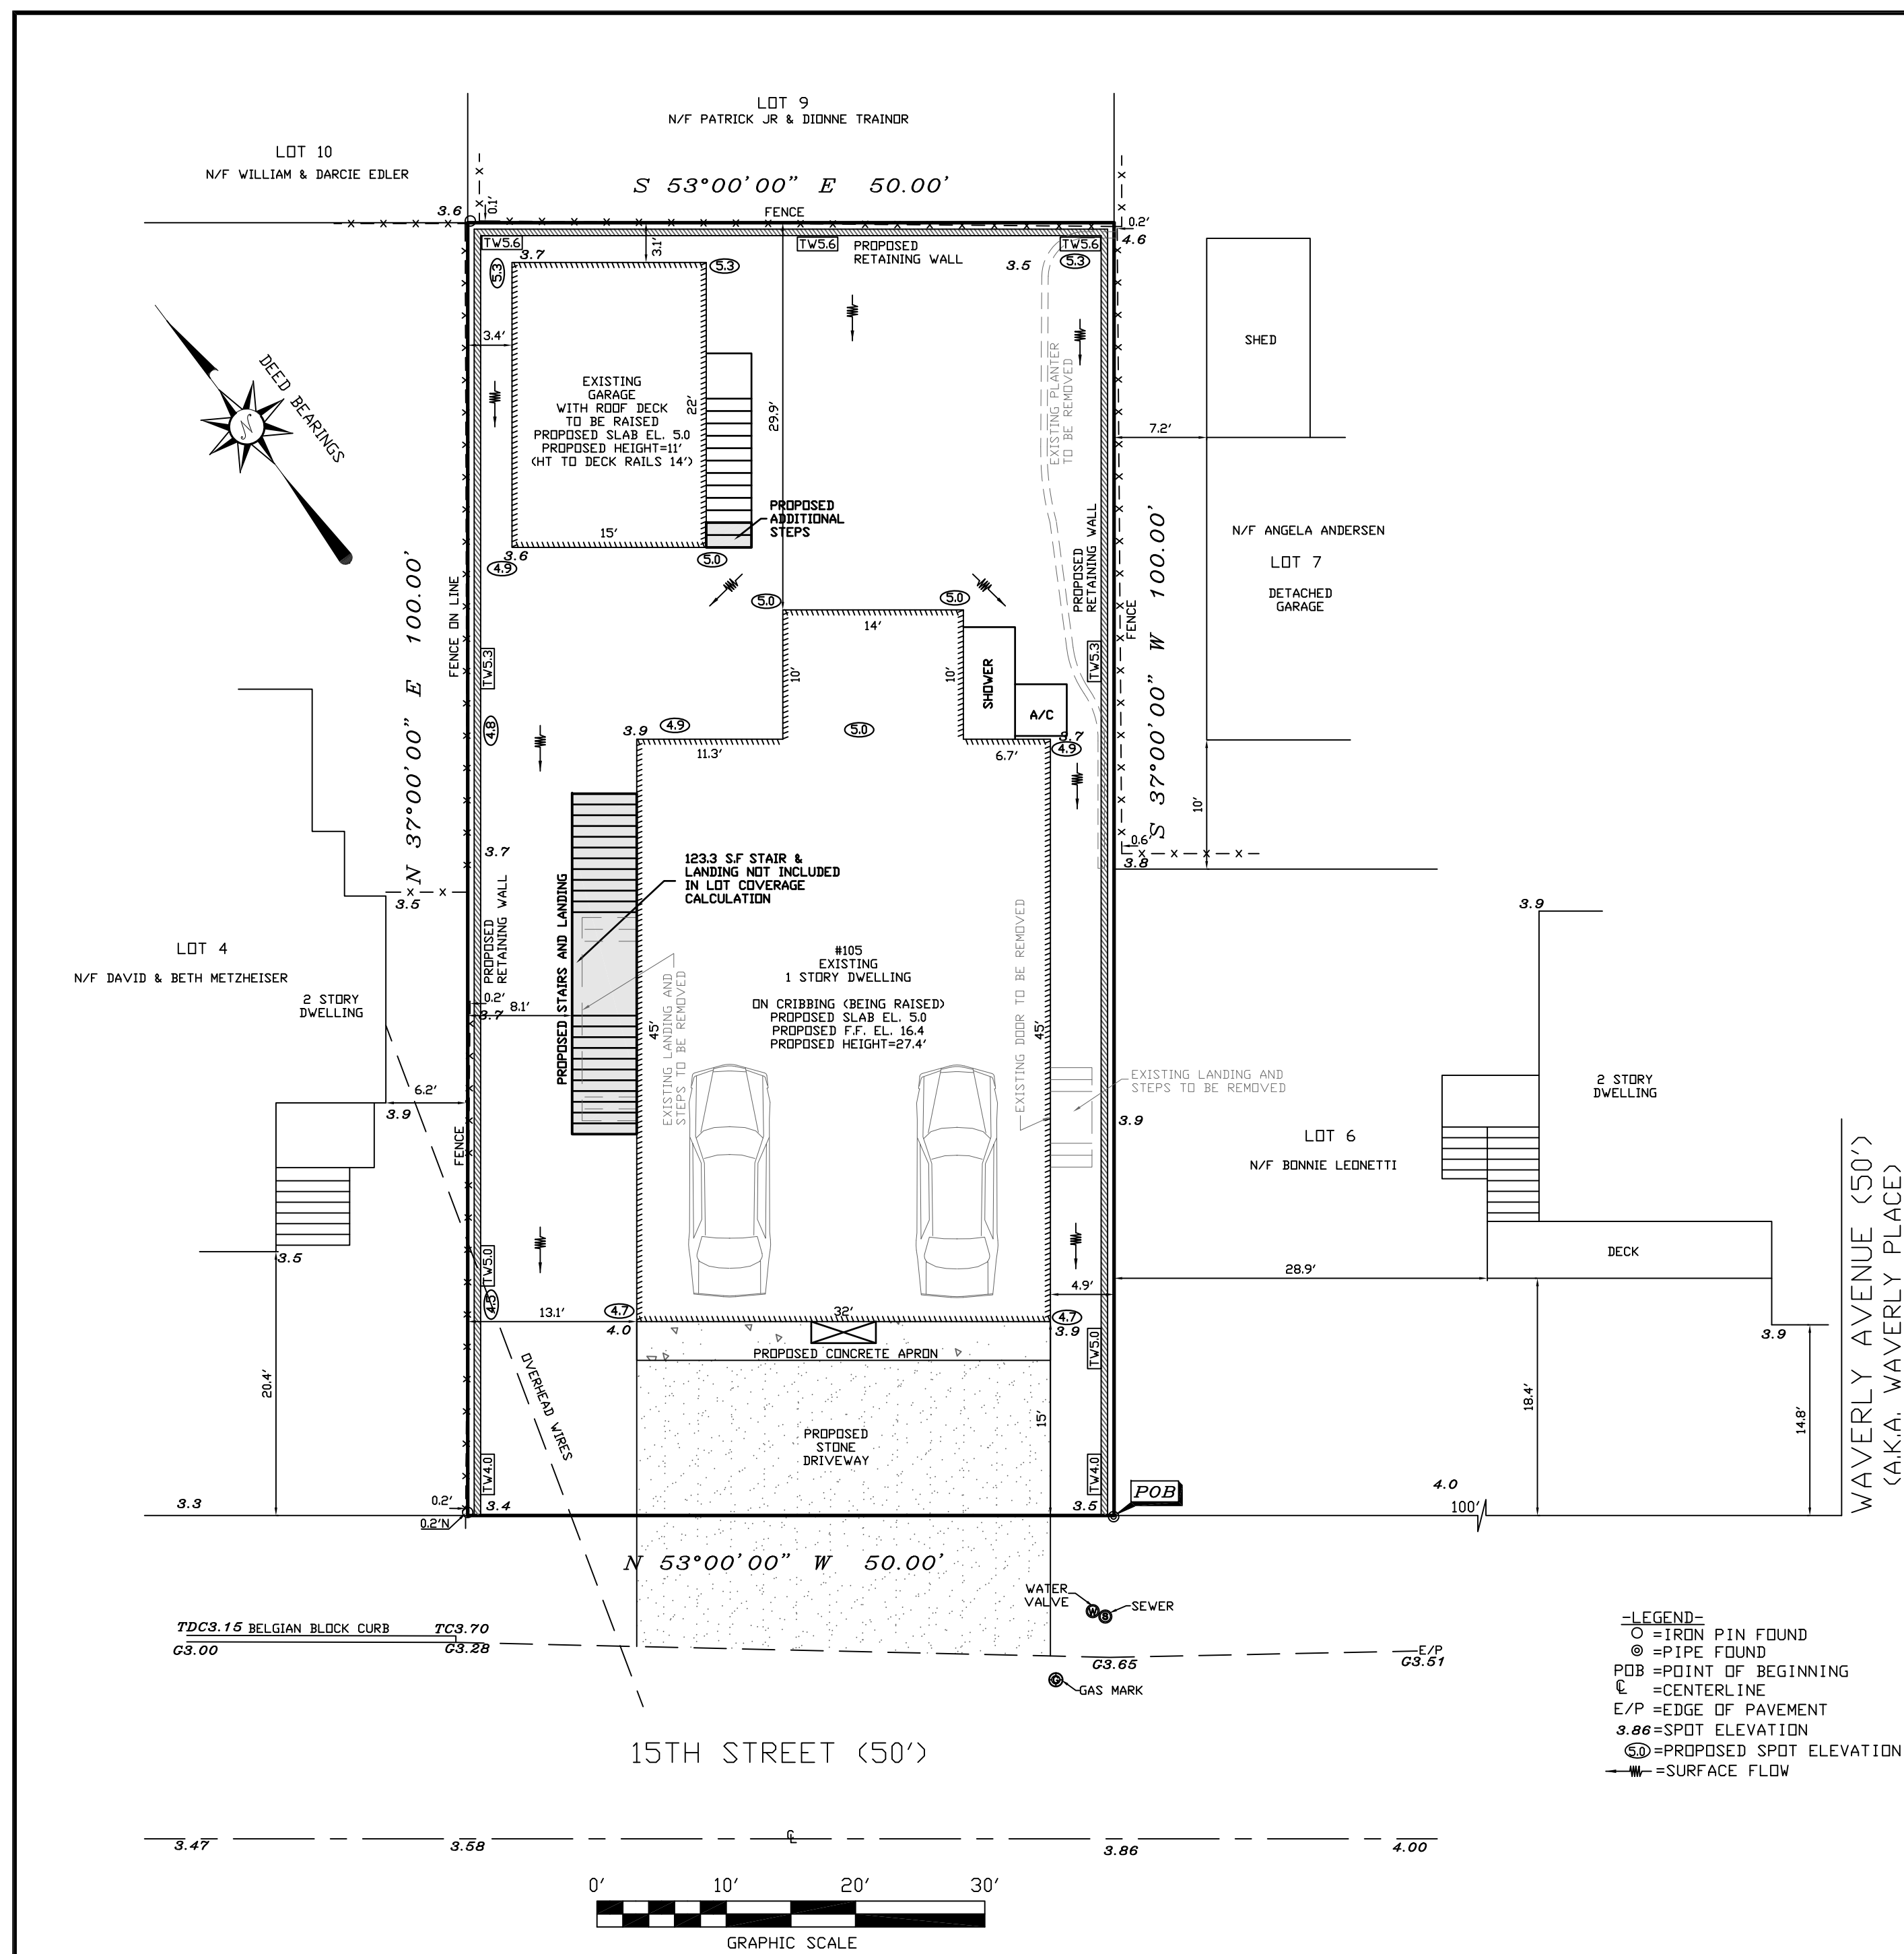 LOT 9
N/F PATRICK JR & DIONNE TRAINOR
LOT 10
N/F WILLIAM & DARCIE EDLER
S 53°00'00" E 50.00'
3.6
0.1'
FENCE
0.2'
4.6
TW5.6
TW5.6
TW5.6
PROPOSED
RETAINING WALL
3.1'
3.7
5.3
5.3
3.5
5.3
3.4'
DEED BEARINGS
N
EXISTING
GARAGE
WITH ROOF DECK
TO BE RAISED
PROPOSED SLAB EL. 5.0
PROPOSED HEIGHT=11'
(HT TO DECK RAILS 14')
22'
29.9'
15'
PROPOSED
ADDITIONAL
STEPS
EXISTING PLANTER
TO BE REMOVED
SHED
7.2'
N/F ANGELA ANDERSEN
LOT 7
DETACHED
GARAGE
3.6
4.9
5.0
5.0
5.0
N 37°00'00" E 100.00'
FENCE ON LINE
PROPOSED
RETAINING WALL
FENCE
S 37°00'00" W 100.00'
TW5.3
TW5.3
14'
10'
10'
SHOWER
A/C
4.8
3.9
4.9
5.0
3.7
4.9
11.3'
6.7'
10'
0.6'
3.8
3.7
3.5
123.3 S.F STAIR &
LANDING NOT INCLUDED
IN LOT COVERAGE
CALCULATION
PROPOSED
RETAINING WALL
PROPOSED STAIRS AND LANDING
3.9
LOT 4
N/F DAVID & BETH METZHEISER
2 STORY
DWELLING
0.2'
3.7
8.1'
#105
EXISTING
1 STORY DWELLING
ON CRIBBING (BEING RAISED)
PROPOSED SLAB EL. 5.0
PROPOSED F.F. EL. 16.4
PROPOSED HEIGHT=27.4'
45'
45'
EXISTING LANDING AND
STEPS TO BE REMOVED
EXISTING DOOR TO BE REMOVED
EXISTING LANDING AND
STEPS TO BE REMOVED
6.2'
3.9
FENCE
3.9
2 STORY
DWELLING
LOT 6
N/F BONNIE LEONETTI
DECK
3.5
28.9'
TW5.0
4.5
13.1'
4.7
4.0
32'
4.9'
4.7
3.9
TW5.0
3.9
PROPOSED CONCRETE APRON
OVERHEAD WIRES
20.4'
15'
18.4'
14.8'
PROPOSED
STONE
DRIVEWAY
TW4.0
TW4.0
3.3
0.2'
3.4
0.2'N
3.5
POB
4.0
100'
WAVERLY AVENUE (50')
(A.K.A. WAVERLY PLACE)
N 53°00'00" W 50.00'
WATER
VALVE
W
S
SEWER
TDC3.15 BELGIAN BLOCK CURB TC3.70
G3.00
G3.28
G3.65
E/P
G3.51
G
GAS MARK
15TH STREET (50')
3.47
3.58
℄
3.86
4.00
-LEGEND-
=IRON PIN FOUND
=PIPE FOUND
POB =POINT OF BEGINNING
℄ =CENTERLINE
E/P =EDGE OF PAVEMENT
3.86=SPOT ELEVATION
5.0=PROPOSED SPOT ELEVATION
=SURFACE FLOW
0' 10' 20' 30'
GRAPHIC SCALE